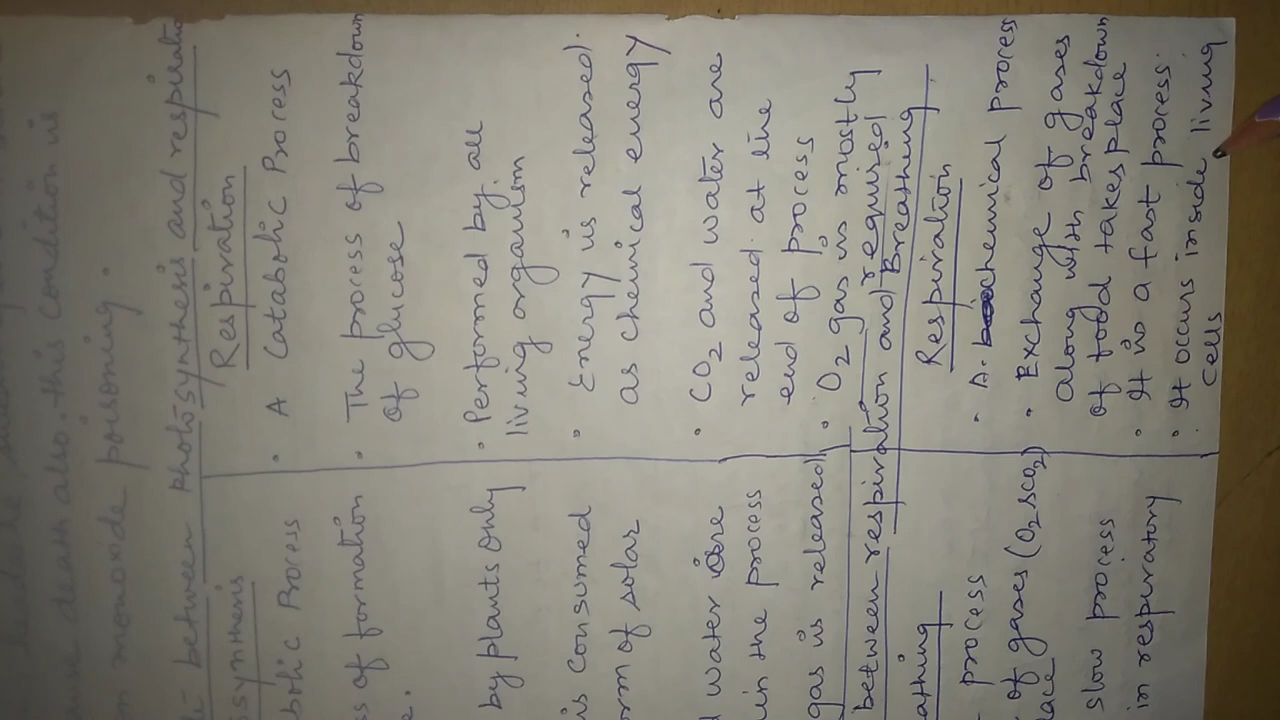 death also. this condition is
monoxide poisoning.
between Photosynthesis and respiratio
synthesis
Respiration
bolic Process
• A Catabolic Process
ss of formation
e.
• The process of breakdown
of glucose
by plants only
• Performed by all
living organism
is consumed
orm of solar
• Energy is released.
as chemical energy
water are
in the process
• CO2 and water are
released at the
end of process
gas is released
• O2 gas is mostly
required
between respiration and Breathing
athing
Respiration
process
• A. biochemical process
of gases (O2 & CO2)
lace
• Exchange of gases
along with breakdown
of food takes place
slow process
• It is a fast process.
in respiratory
• It occurs inside living
cells